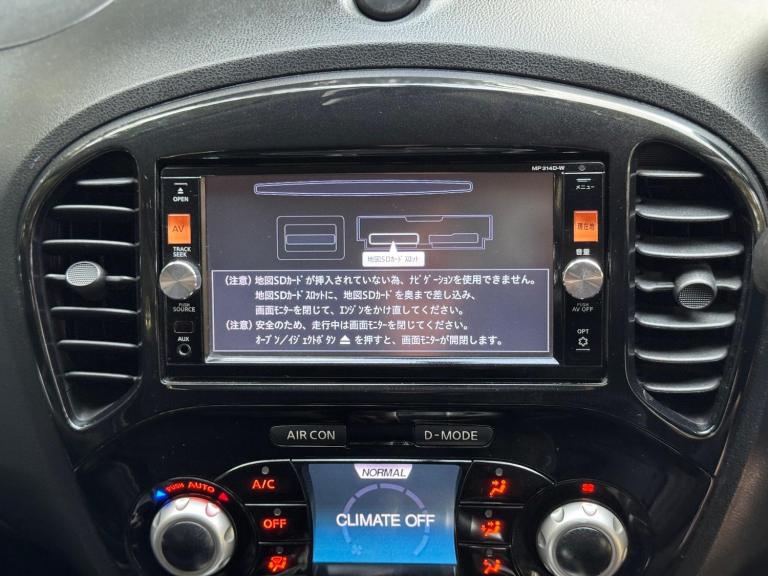 MP314D-W
OPEN
メニュー
AV
現在地
TRACK
SEEK
音量
PUSH
SOURCE
PUSH
AV OFF
AUX
OPT
地図SDカードスロット
(注意) 地図SDカードが挿入されていない為、ナビゲーションを使用できません。
地図SDカードスロットに、地図SDカードを奥まで差し込み、
画面モニターを閉じて、エンジンをかけ直してください。
(注意) 安全のため、走行中は画面モニターを閉じてください。
オープン/イジェクトボタン ⏏ を押すと、画面モニターが開閉します。
AIR CON
D-MODE
NORMAL
PUSH AUTO
A/C
OFF
CLIMATE OFF